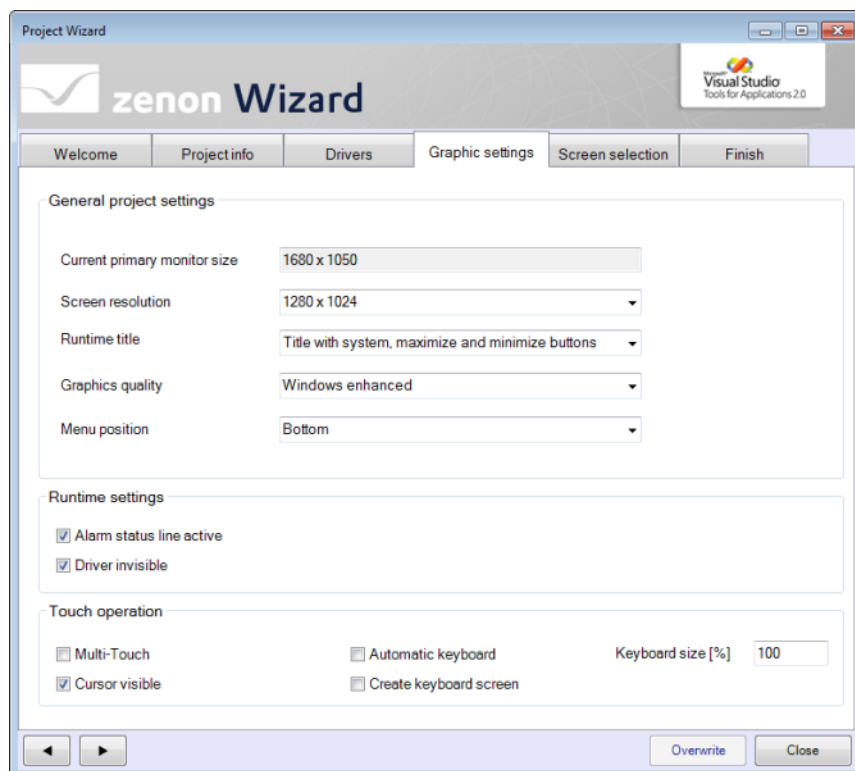 Project Wizard
zenon Wizard
Microsoft
Visual Studio
Tools for Applications 2.0
Welcome
Project info
Drivers
Graphic settings
Screen selection
Finish
General project settings
Current primary monitor size 1680 x 1050
Screen resolution 1280 x 1024
Runtime title Title with system, maximize and minimize buttons
Graphics quality Windows enhanced
Menu position Bottom
Runtime settings
Alarm status line active
Driver invisible
Touch operation
Multi-Touch Automatic keyboard Keyboard size [%] 100
Cursor visible Create keyboard screen
Overwrite Close